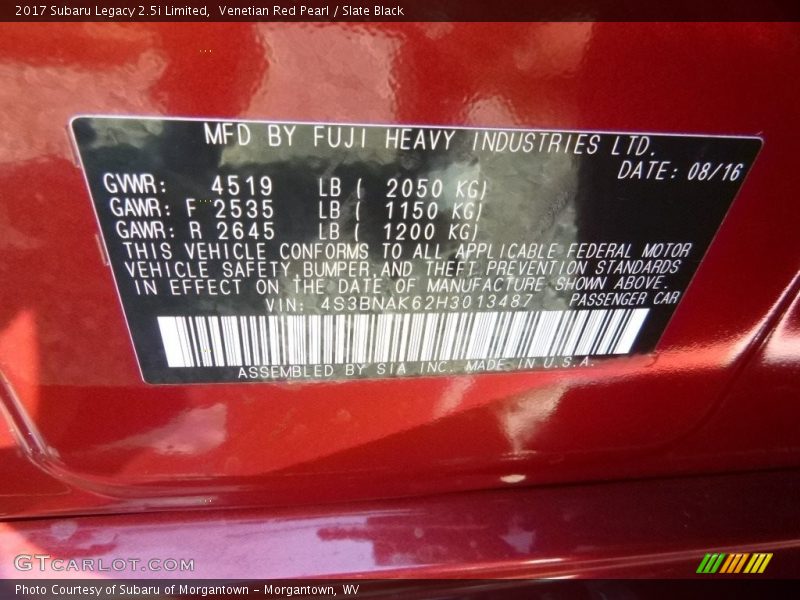 2017 Subaru Legacy 2.5i Limited,  Venetian Red Pearl / Slate Black
MFD BY FUJI HEAVY INDUSTRIES LTD.
DATE: 08/16
GVWR: 4519 LB ( 2050 KG)
GAWR: F 2535 LB ( 1150 KG)
GAWR: R 2645 LB ( 1200 KG)
THIS VEHICLE CONFORMS TO ALL APPLICABLE FEDERAL MOTOR
VEHICLE SAFETY,BUMPER,AND THEFT PREVENTION STANDARDS
IN EFFECT ON THE DATE OF MANUFACTURE SHOWN ABOVE.
VIN: 4S3BNAK62H3013487 PASSENGER CAR
ASSEMBLED BY SIA INC. MADE IN U.S.A.
GTCARLOT.COM
Photo Courtesy of Subaru of Morgantown - Morgantown, WV